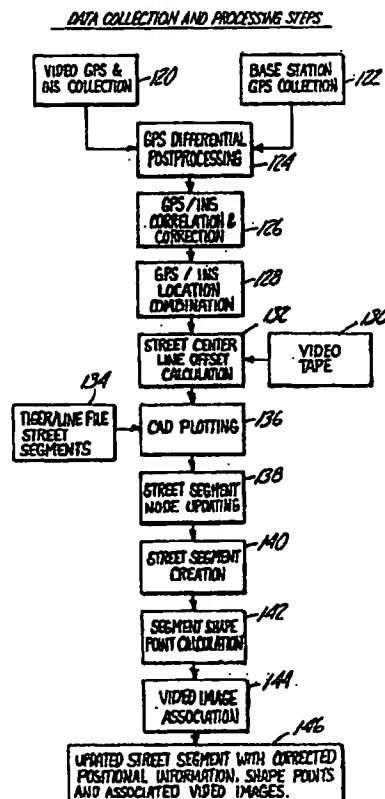 DATA COLLECTION AND PROCESSING STEPS
VIDEO GPS &
INS COLLECTION
120
BASE STATION
GPS COLLECTION
122
GPS DIFFERENTIAL
POSTPROCESSING
124
GPS/INS
CORRELATION &
CORRECTION
126
GPS / INS
LOCATION
COMBINATION
128
STREET CENTER
LINE OFFSET
CALCULATION
132
VIDEO
TAPE
130
TIGER/LINE FILE
STREET
SEGMENTS
134
CAD PLOTTING
136
STREET SEGMENT
NODE UPDATING
138
STREET SEGMENT
CREATION
140
SEGMENT SHAPE
POINT CALCULATION
142
VIDEO IMAGE
ASSOCIATION
144
UPDATED STREET SEGMENT WITH CORRECTED
POSITIONAL INFORMATION, SHAPE POINTS
AND ASSOCIATED VIDEO IMAGES.
146